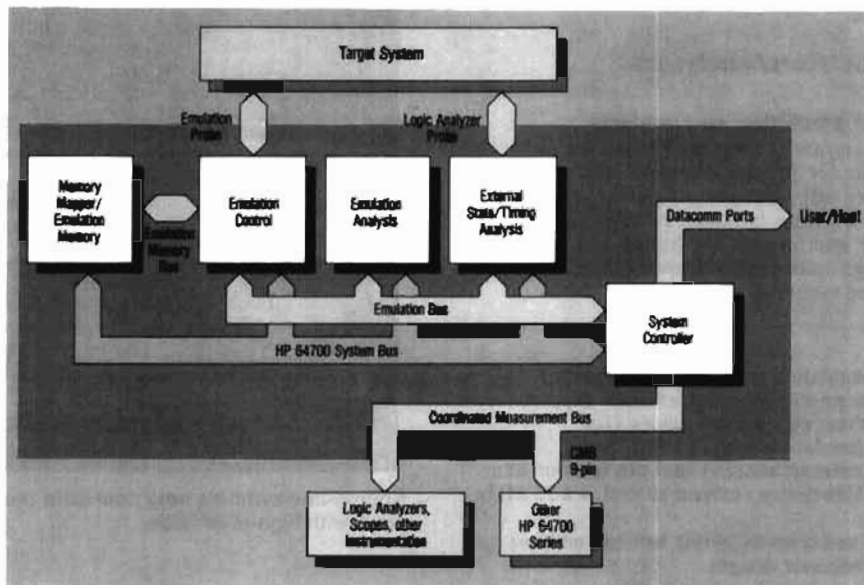 Target System
Emulation
Probe
Logic Analyzer
Probe
Memory
Mapper/
Emulation
Memory
Emulation
Control
Emulation
Analysis
External
State/Timing
Analysis
Datacomm Ports
User/Host
Emulation
Memory
Bus
Emulation Bus
System
Controller
HP 64700 System Bus
Coordinated Measurement Bus
CMB
9-pin
Logic Analyzers,
Scopes, other
Instrumentation
Other
HP 64700
Series